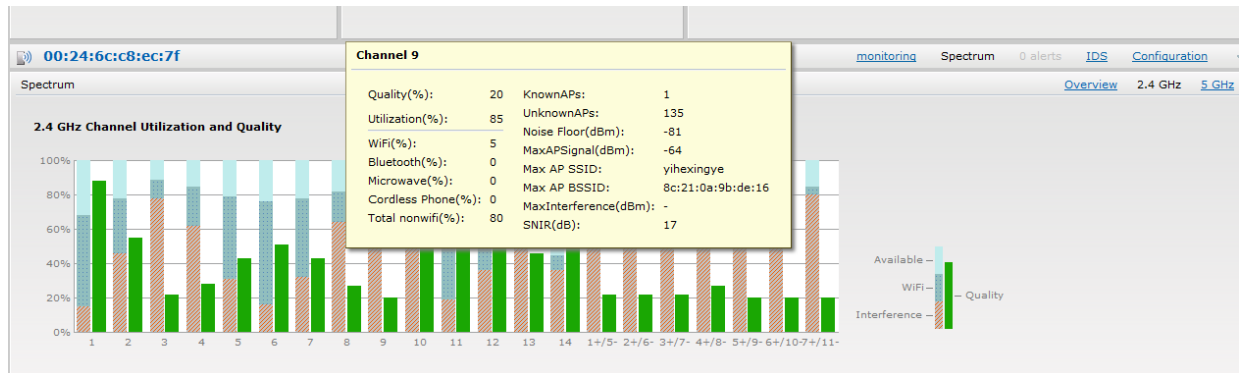 00:24:6c:c8:ec:7f
monitoring Spectrum 0 alerts IDS Configuration
Spectrum
Overview 2.4 GHz 5 GHz
Channel 9
Quality(%): 20
Utilization(%): 85
WiFi(%): 5
Bluetooth(%): 0
Microwave(%): 0
Cordless Phone(%): 0
Total nonwifi(%): 80
KnownAPs: 1
UnknownAPs: 135
Noise Floor(dBm): -81
MaxAPSignal(dBm): -64
Max AP SSID: yihexingye
Max AP BSSID: 8c:21:0a:9b:de:16
MaxInterference(dBm): -
SNIR(dB): 17
2.4 GHz Channel Utilization and Quality
100%
80%
60%
40%
20%
0%
1 2 3 4 5 6 7 8 9 10 11 12 13 14 1+/5- 2+/6- 3+/7- 4+/8- 5+/9- 6+/10- 7+/11-
Available
WiFi
Interference
Quality